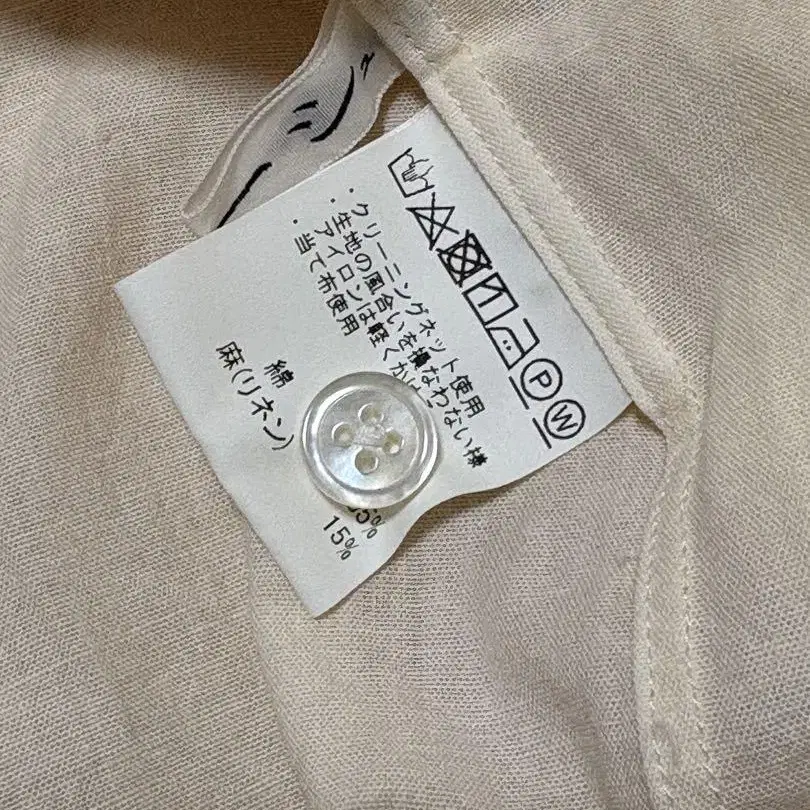 P
W
・クリーニングネット使用
・生地の風合いを損なわない様
アイロンは軽くか
・当て布使用
綿 5%
麻(リネン) 15%